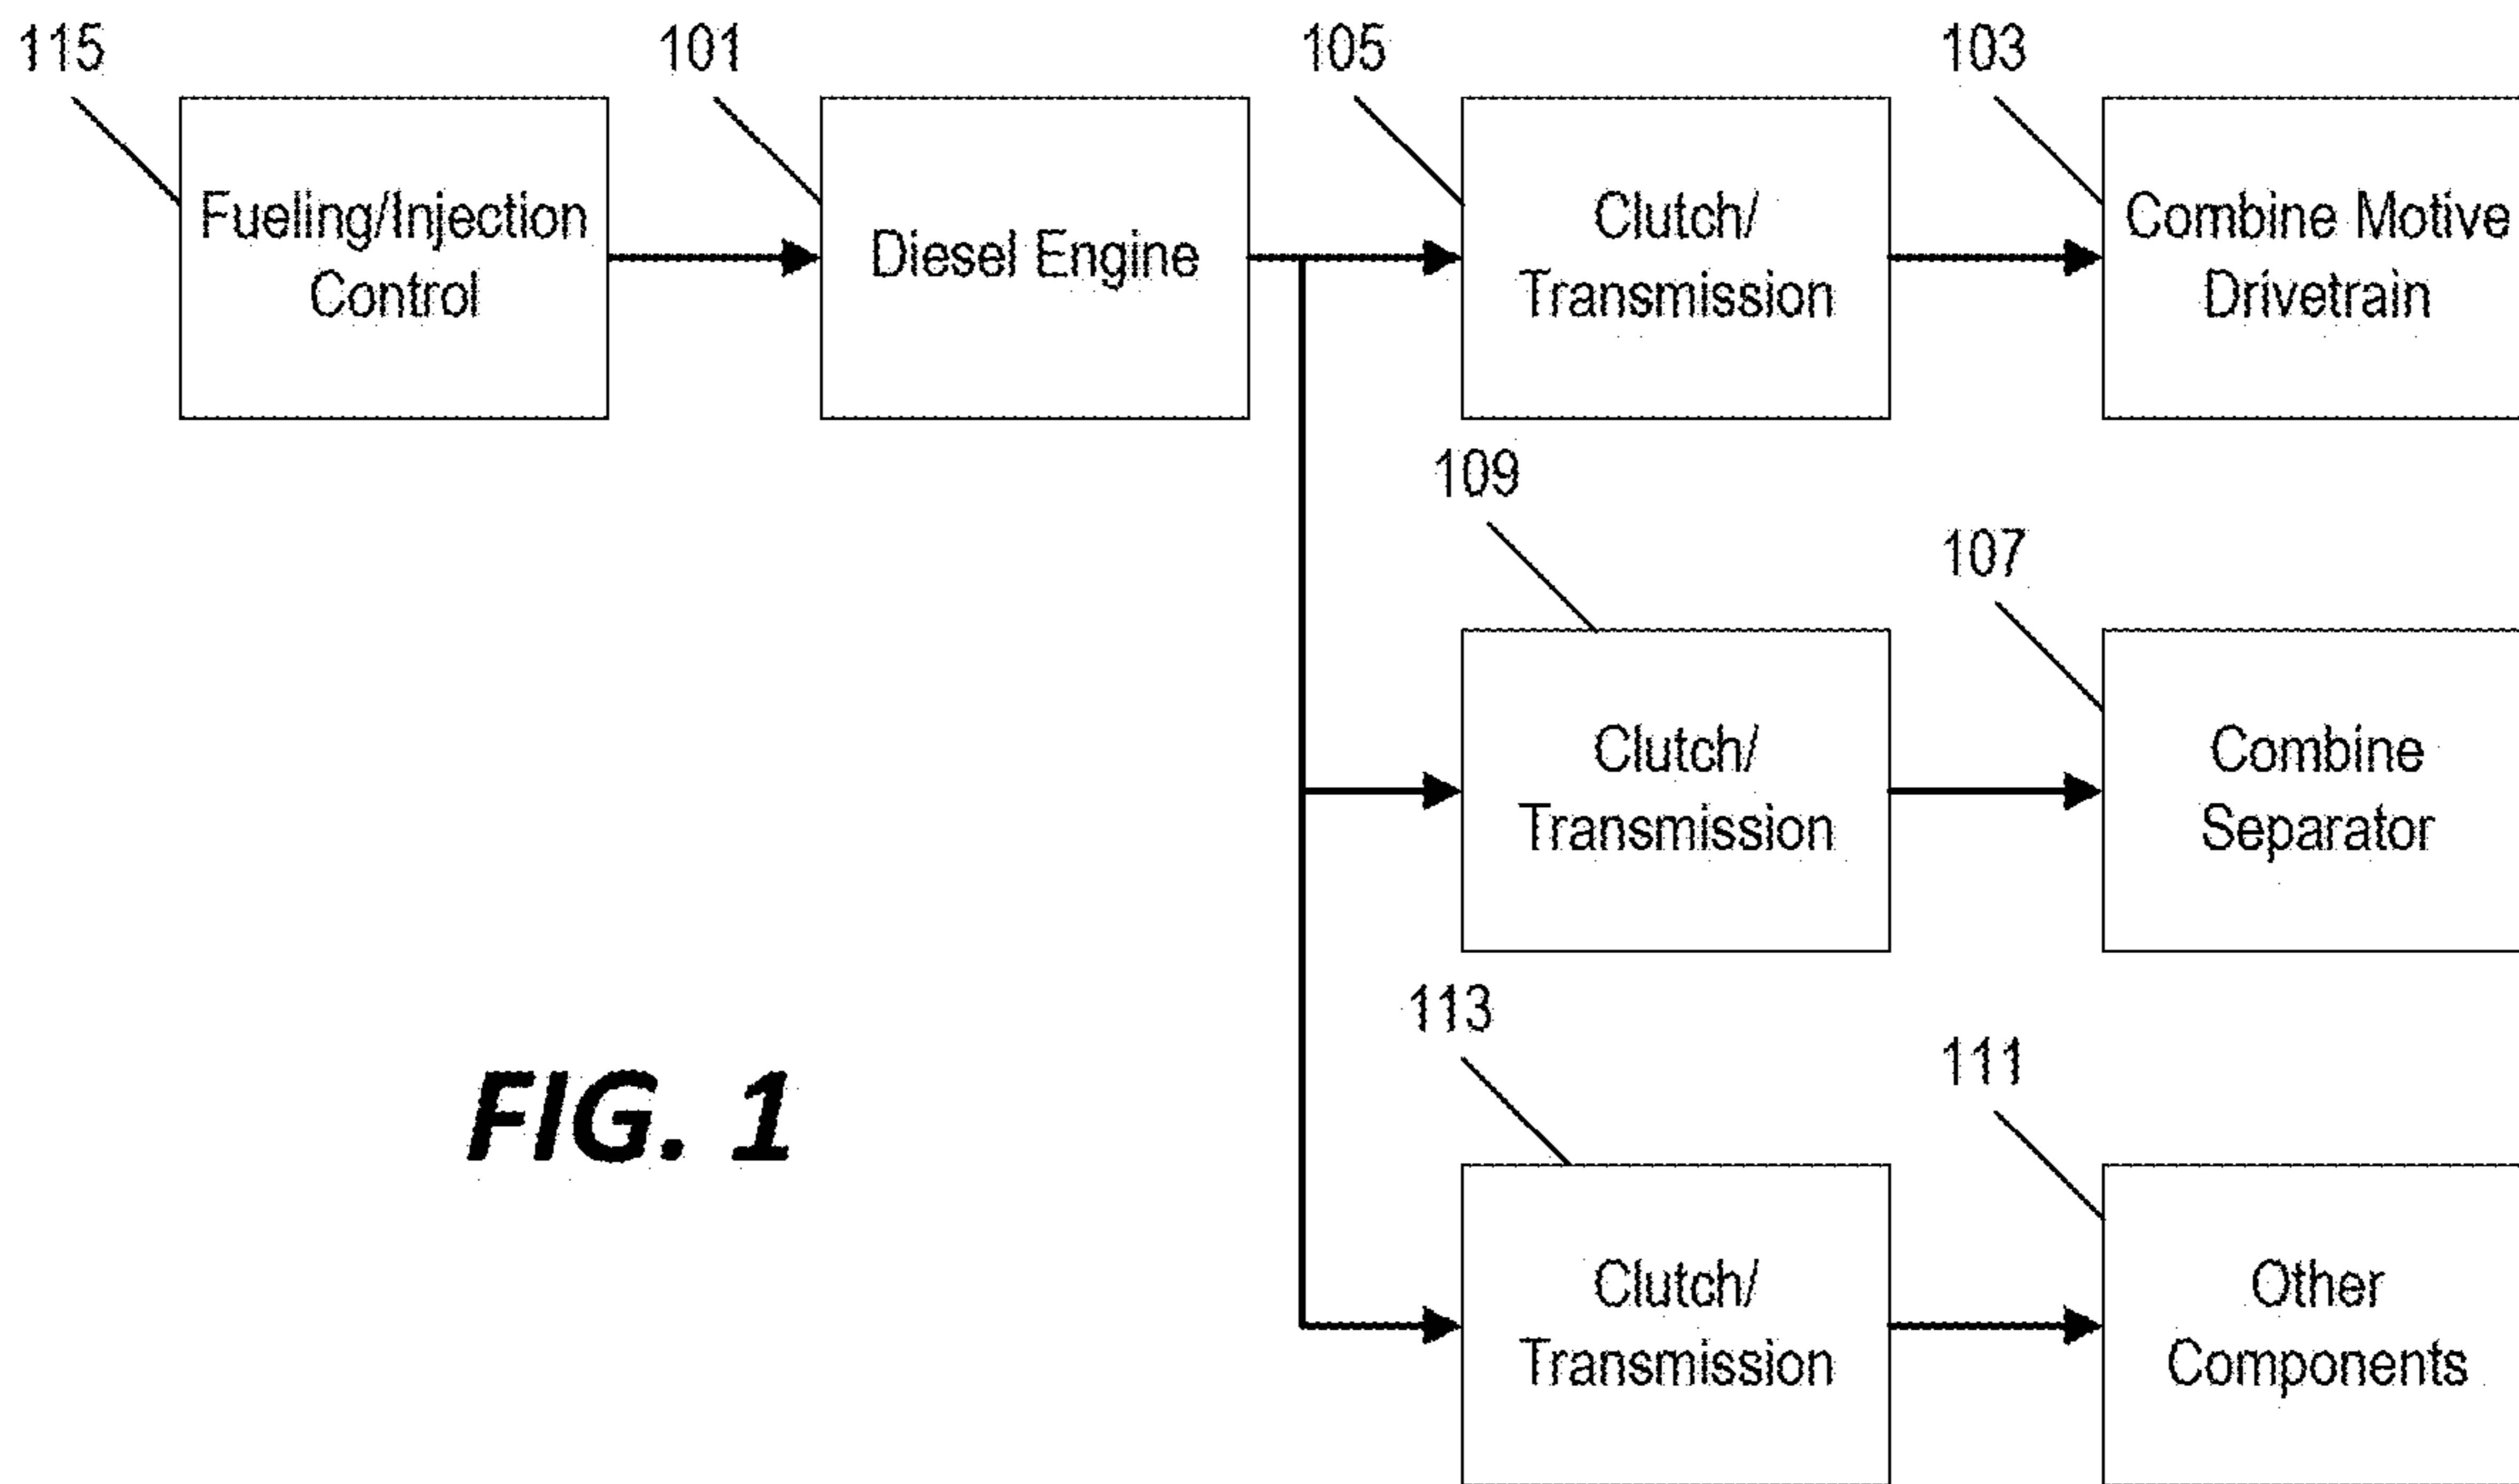 115
101
105
103
Fueling/Injection
Control
Diesel Engine
Clutch/
Transmission
Combine Motive
Drivetrain
109
107
Clutch/
Transmission
Combine
Separator
113
111
FIG. 1
Clutch/
Transmission
Other
Components